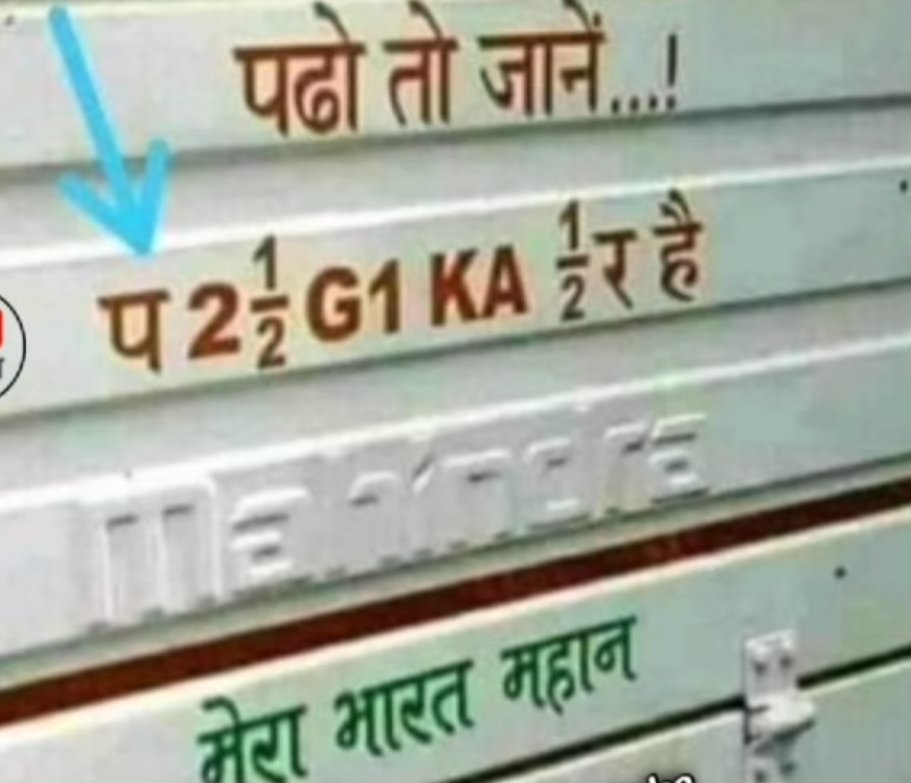 पढो तो जानें...!
प 2½ G1 KA ½र है
मेरा भारत महान